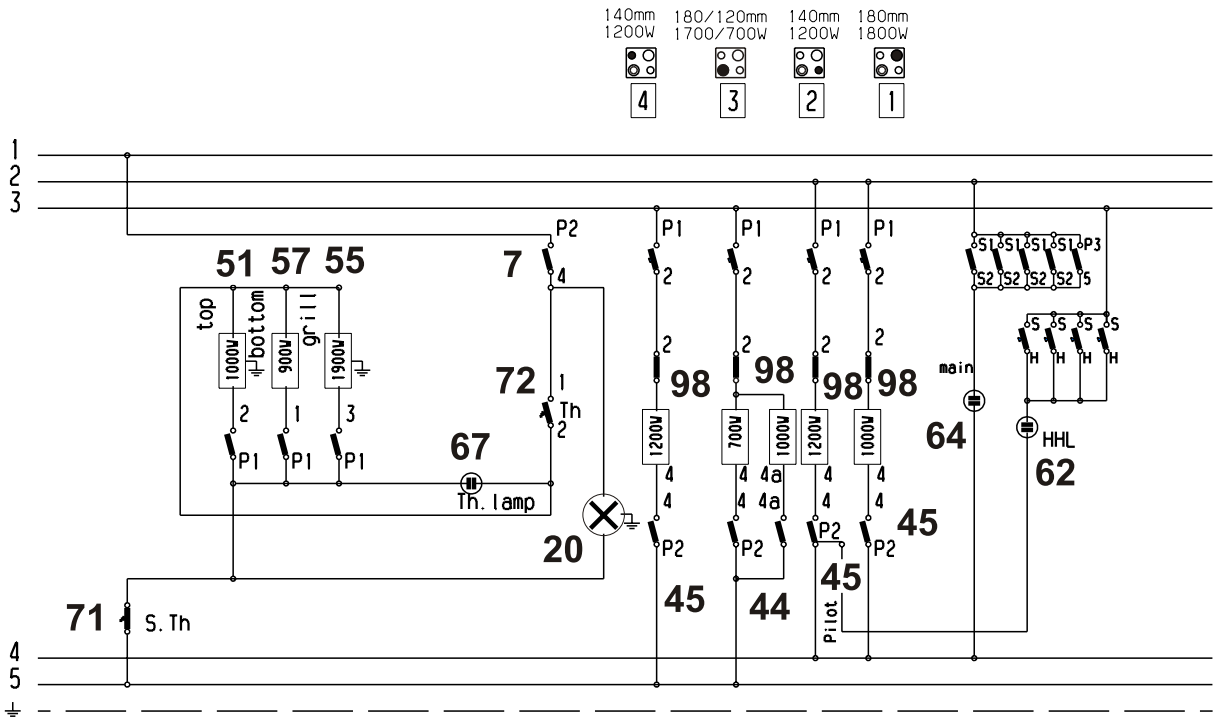 140mm 180/120mm 140mm 180mm
1200W 1700/700W 1200W 1800W
4 3 2 1
1
2
3
P2 P1 P1 P1 P1 S1 S1 S1 S1 P3
51 57 55 7
4 2 2 2 2 S2 S2 S2 S2 5
top bottom grill
1000W 900W 1900W
S S S S
2 2 2 2
H H H H
72 1 98 98 98 98 main
Th
2
2 1 3
1200W 700W 1000W 1200W 1000W
64 HHL
62
P1 P1 P1 67
4 4 4a 4 4
Th. lamp
4 4 4a 4 4
45
20 P2 P2 P2 P2
45
71 S. Th 45 44 Pilot
4
5